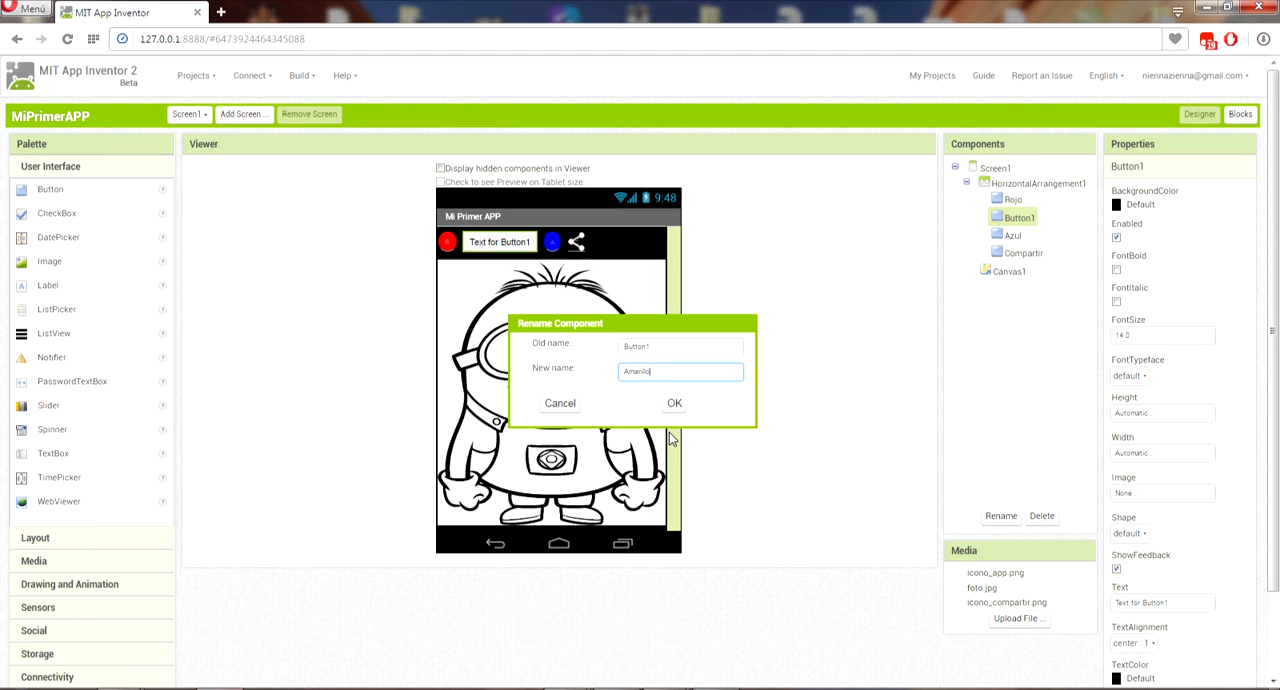 Menú
MIT App Inventor
127.0.0.1:8888/#6473924464345088
19
MIT App Inventor 2
Beta
Projects
Connect
Build
Help
My Projects
Guide
Report an Issue
English
niennazienna@gmail.com
MiPrimerAPP
Screen1
Add Screen ...
Remove Screen
Designer
Blocks
Palette
User Interface
Button
CheckBox
DatePicker
Image
Label
ListPicker
ListView
Notifier
PasswordTextBox
Slider
Spinner
TextBox
TimePicker
WebViewer
Layout
Media
Drawing and Animation
Sensors
Social
Storage
Connectivity
Viewer
Display hidden components in Viewer
Check to see Preview on Tablet size.
9:48
Mi Primer APP
R
Text for Button1
A
Rename Component
Old name:
Button1
New name:
Amarillo
Cancel
OK
Components
Screen1
HorizontalArrangement1
Rojo
Button1
Azul
Compartir
Canvas1
Rename
Delete
Media
icono_app.png
foto.jpg
icono_compartir.png
Upload File ...
Properties
Button1
BackgroundColor
Default
Enabled
FontBold
FontItalic
FontSize
14.0
FontTypeface
default
Height
Automatic...
Width
Automatic...
Image
None...
Shape
default
ShowFeedback
Text
Text for Button1
TextAlignment
center : 1
TextColor
Default